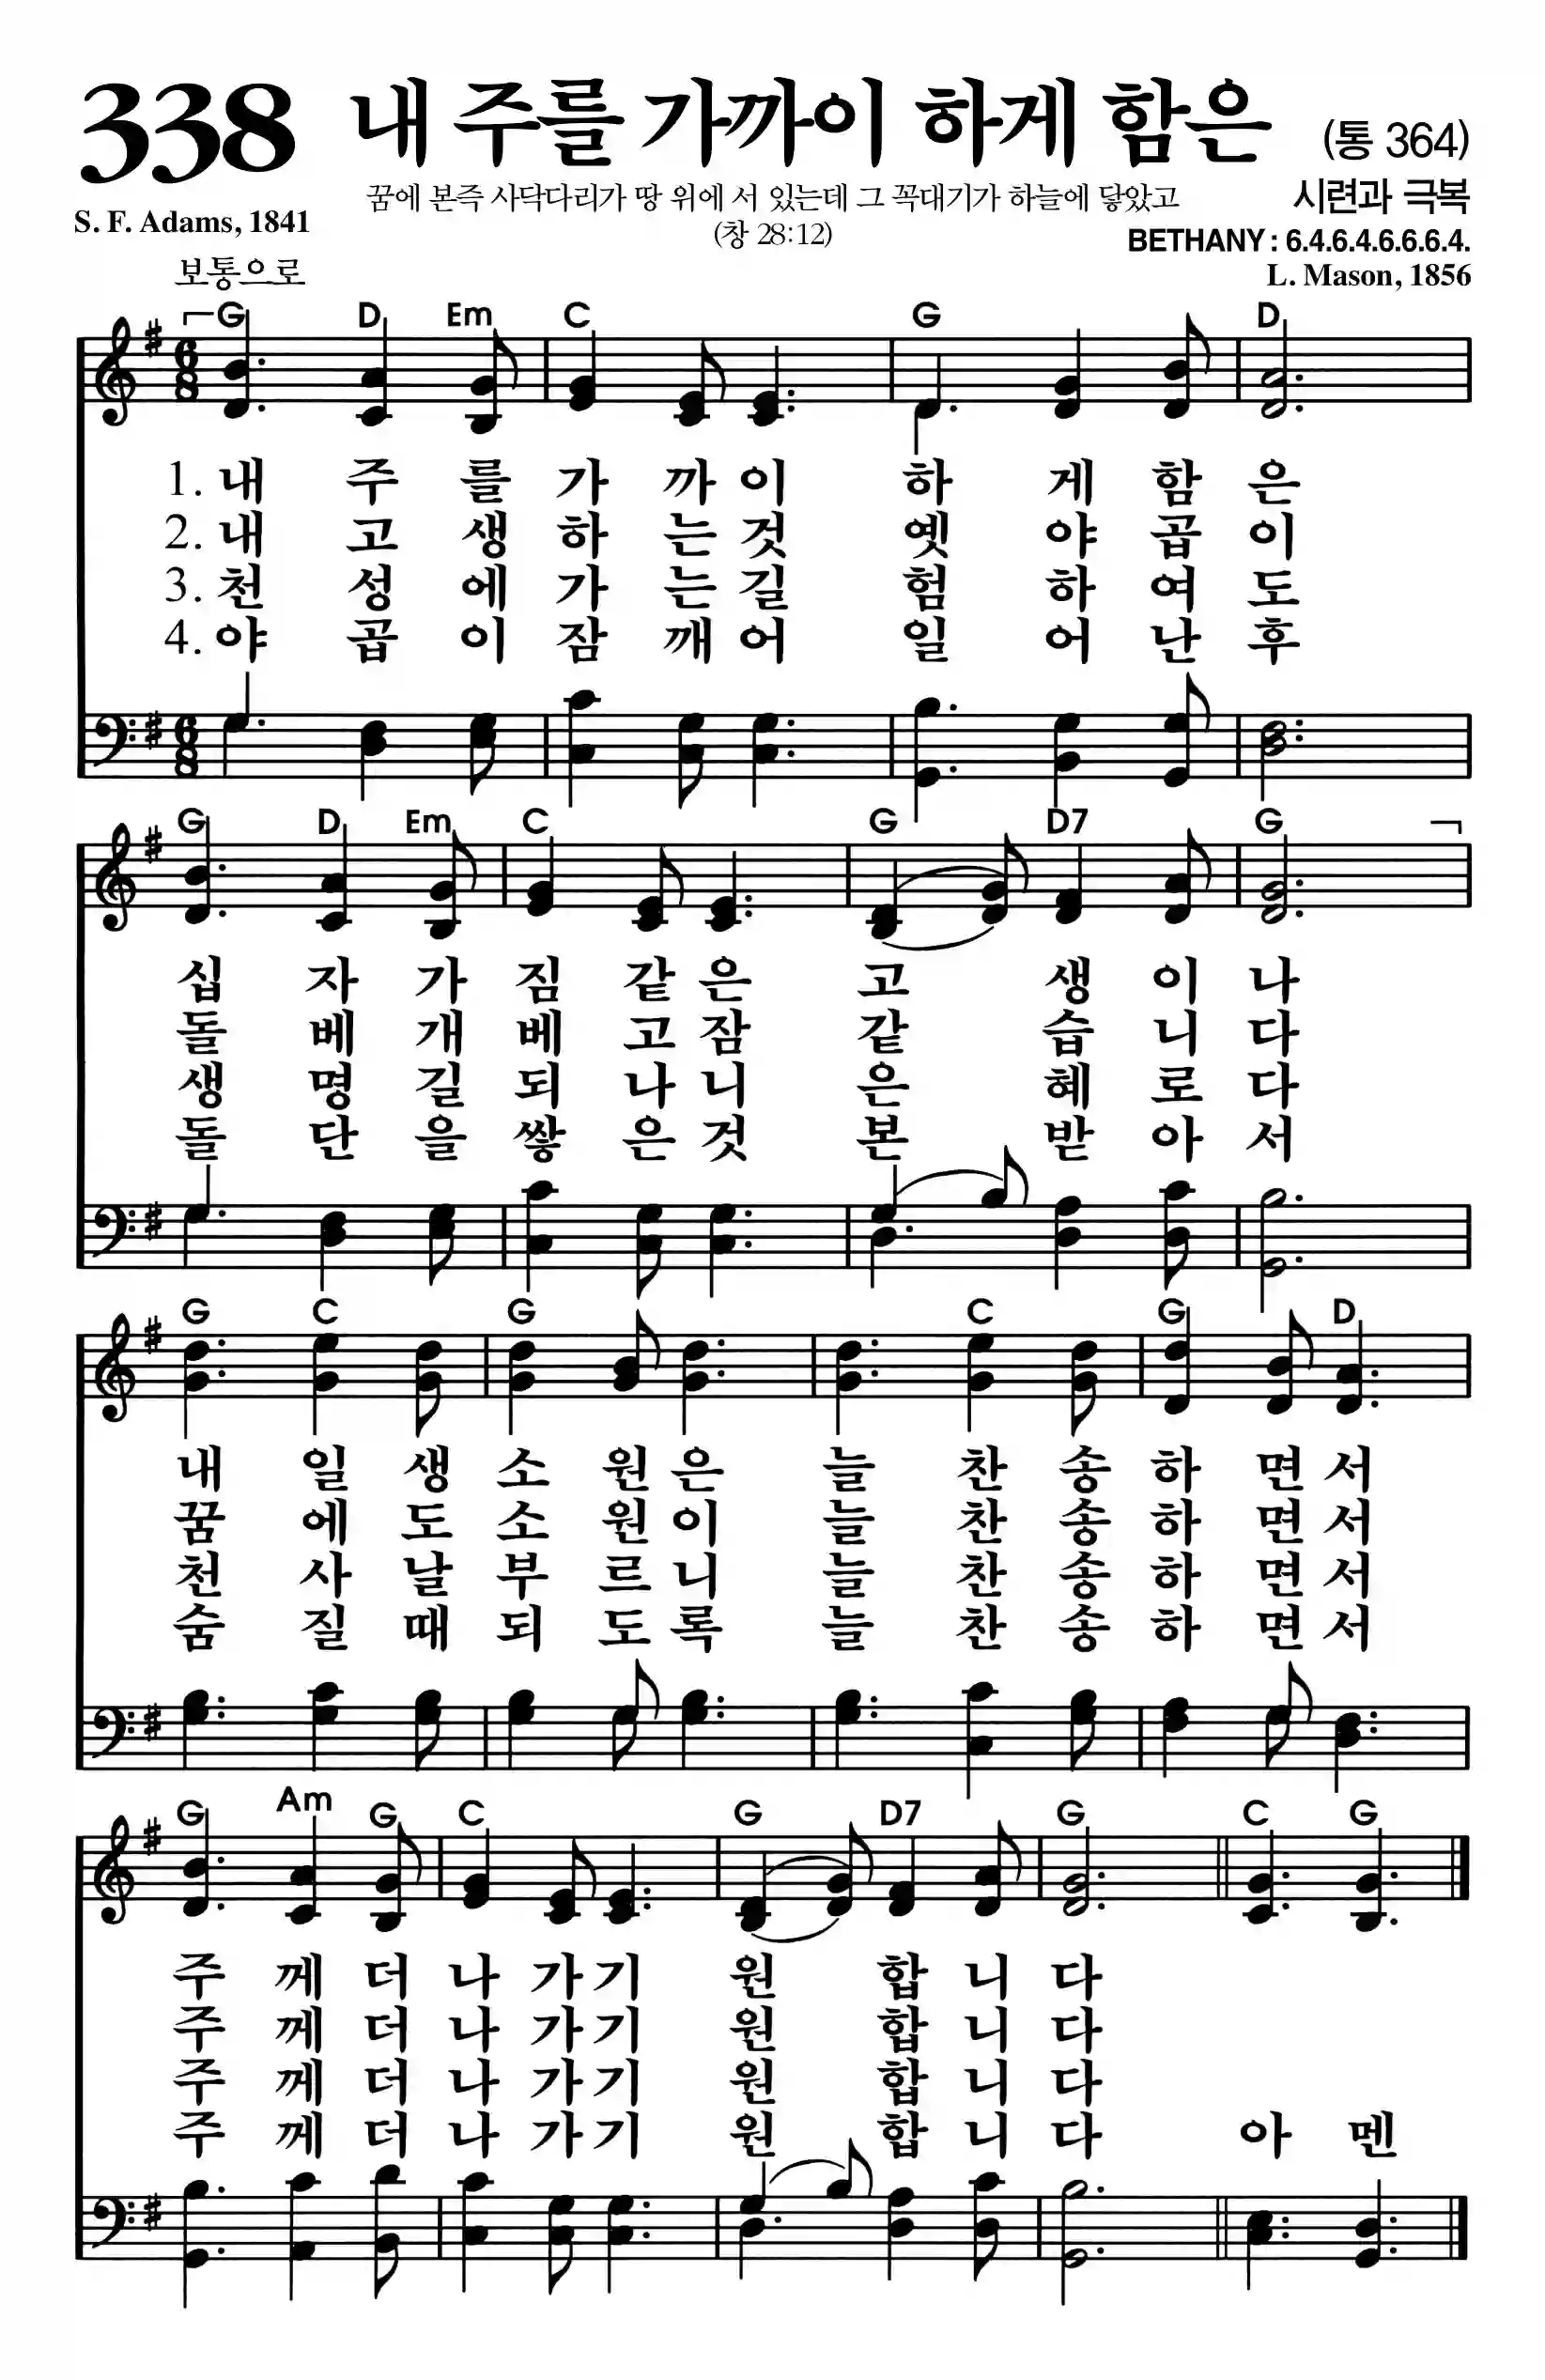 338 내 주를 가까이 하게 함은 (통 364)
꿈에 본즉 사닥다리가 땅 위에 서 있는데 그 꼭대기가 하늘에 닿았고
(창 28:12)
시련과 극복
S. F. Adams, 1841
BETHANY : 6.4.6.4.6.6.6.4.
L. Mason, 1856
보통으로
G D Em C G D
6 8
1. 내 주 를 가 까 이 하 게 함 은
2. 내 고 생 하 는 것 옛 야 곱 이
3. 천 성 에 가 는 길 험 하 여 도
4. 야 곱 이 잠 깨 어 일 어 난 후
6 8
G D Em C G D7 G
십 자 가 짐 같 은 고 생 이 나
돌 베 개 베 고 잠 같 습 니 다
생 명 길 되 나 니 은 혜 로 다
돌 단 을 쌓 은 것 본 받 아 서
G C G C G D
내 일 생 소 원 은 늘 찬 송 하 면 서
꿈 에 도 소 원 이 늘 찬 송 하 면 서
천 사 날 부 르 니 늘 찬 송 하 면 서
숨 질 때 되 도 록 늘 찬 송 하 면 서
G Am G C G D7 G C G
주 께 더 나 가 기 원 합 니 다
주 께 더 나 가 기 원 합 니 다
주 께 더 나 가 기 원 합 니 다
주 께 더 나 가 기 원 합 니 다 아 멘